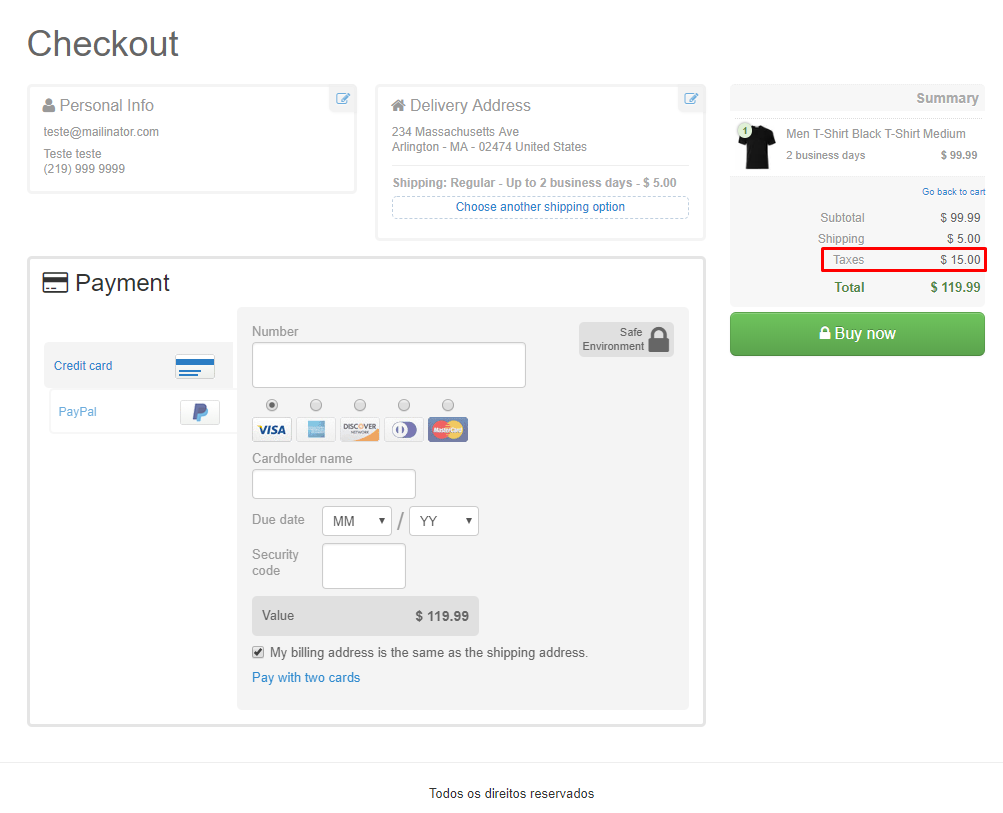 Checkout
Personal Info
teste@mailinator.com
Teste teste
(219) 999 9999
Delivery Address
234 Massachusetts Ave
Arlington - MA - 02474 United States
Shipping: Regular - Up to 2 business days - $ 5.00
Choose another shipping option
Summary
1
Men T-Shirt Black T-Shirt Medium
2 business days $ 99.99
Go back to cart
Subtotal $ 99.99
Shipping $ 5.00
Taxes $ 15.00
Total $ 119.99
Buy now
Payment
Credit card
PayPal
Number
Safe
Environment
VISA
DISCOVER
NETWORK
MasterCard
Cardholder name
Due date MM / YY
Security
code
Value $ 119.99
My billing address is the same as the shipping address.
Pay with two cards
Todos os direitos reservados